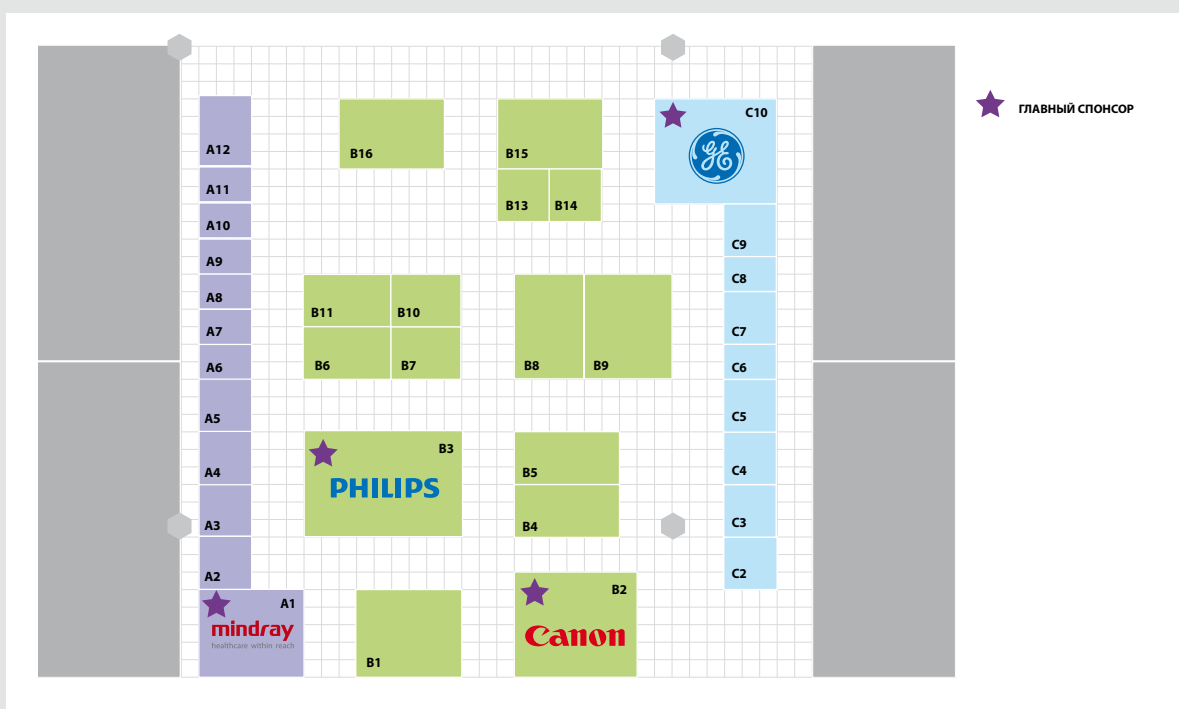 C10
ГЛАВНЫЙ СПОНСОР
GE
A12
B16
B15
A11
B13
B14
A10
C9
A9
C8
A8
B11
B10
A7
C7
A6
B6
B7
B8
B9
C6
A5
C5
B3
A4
B5
C4
PHILIPS
A3
B4
C3
A2
C2
A1
B2
mindray
healthcare within reach
Canon
B1